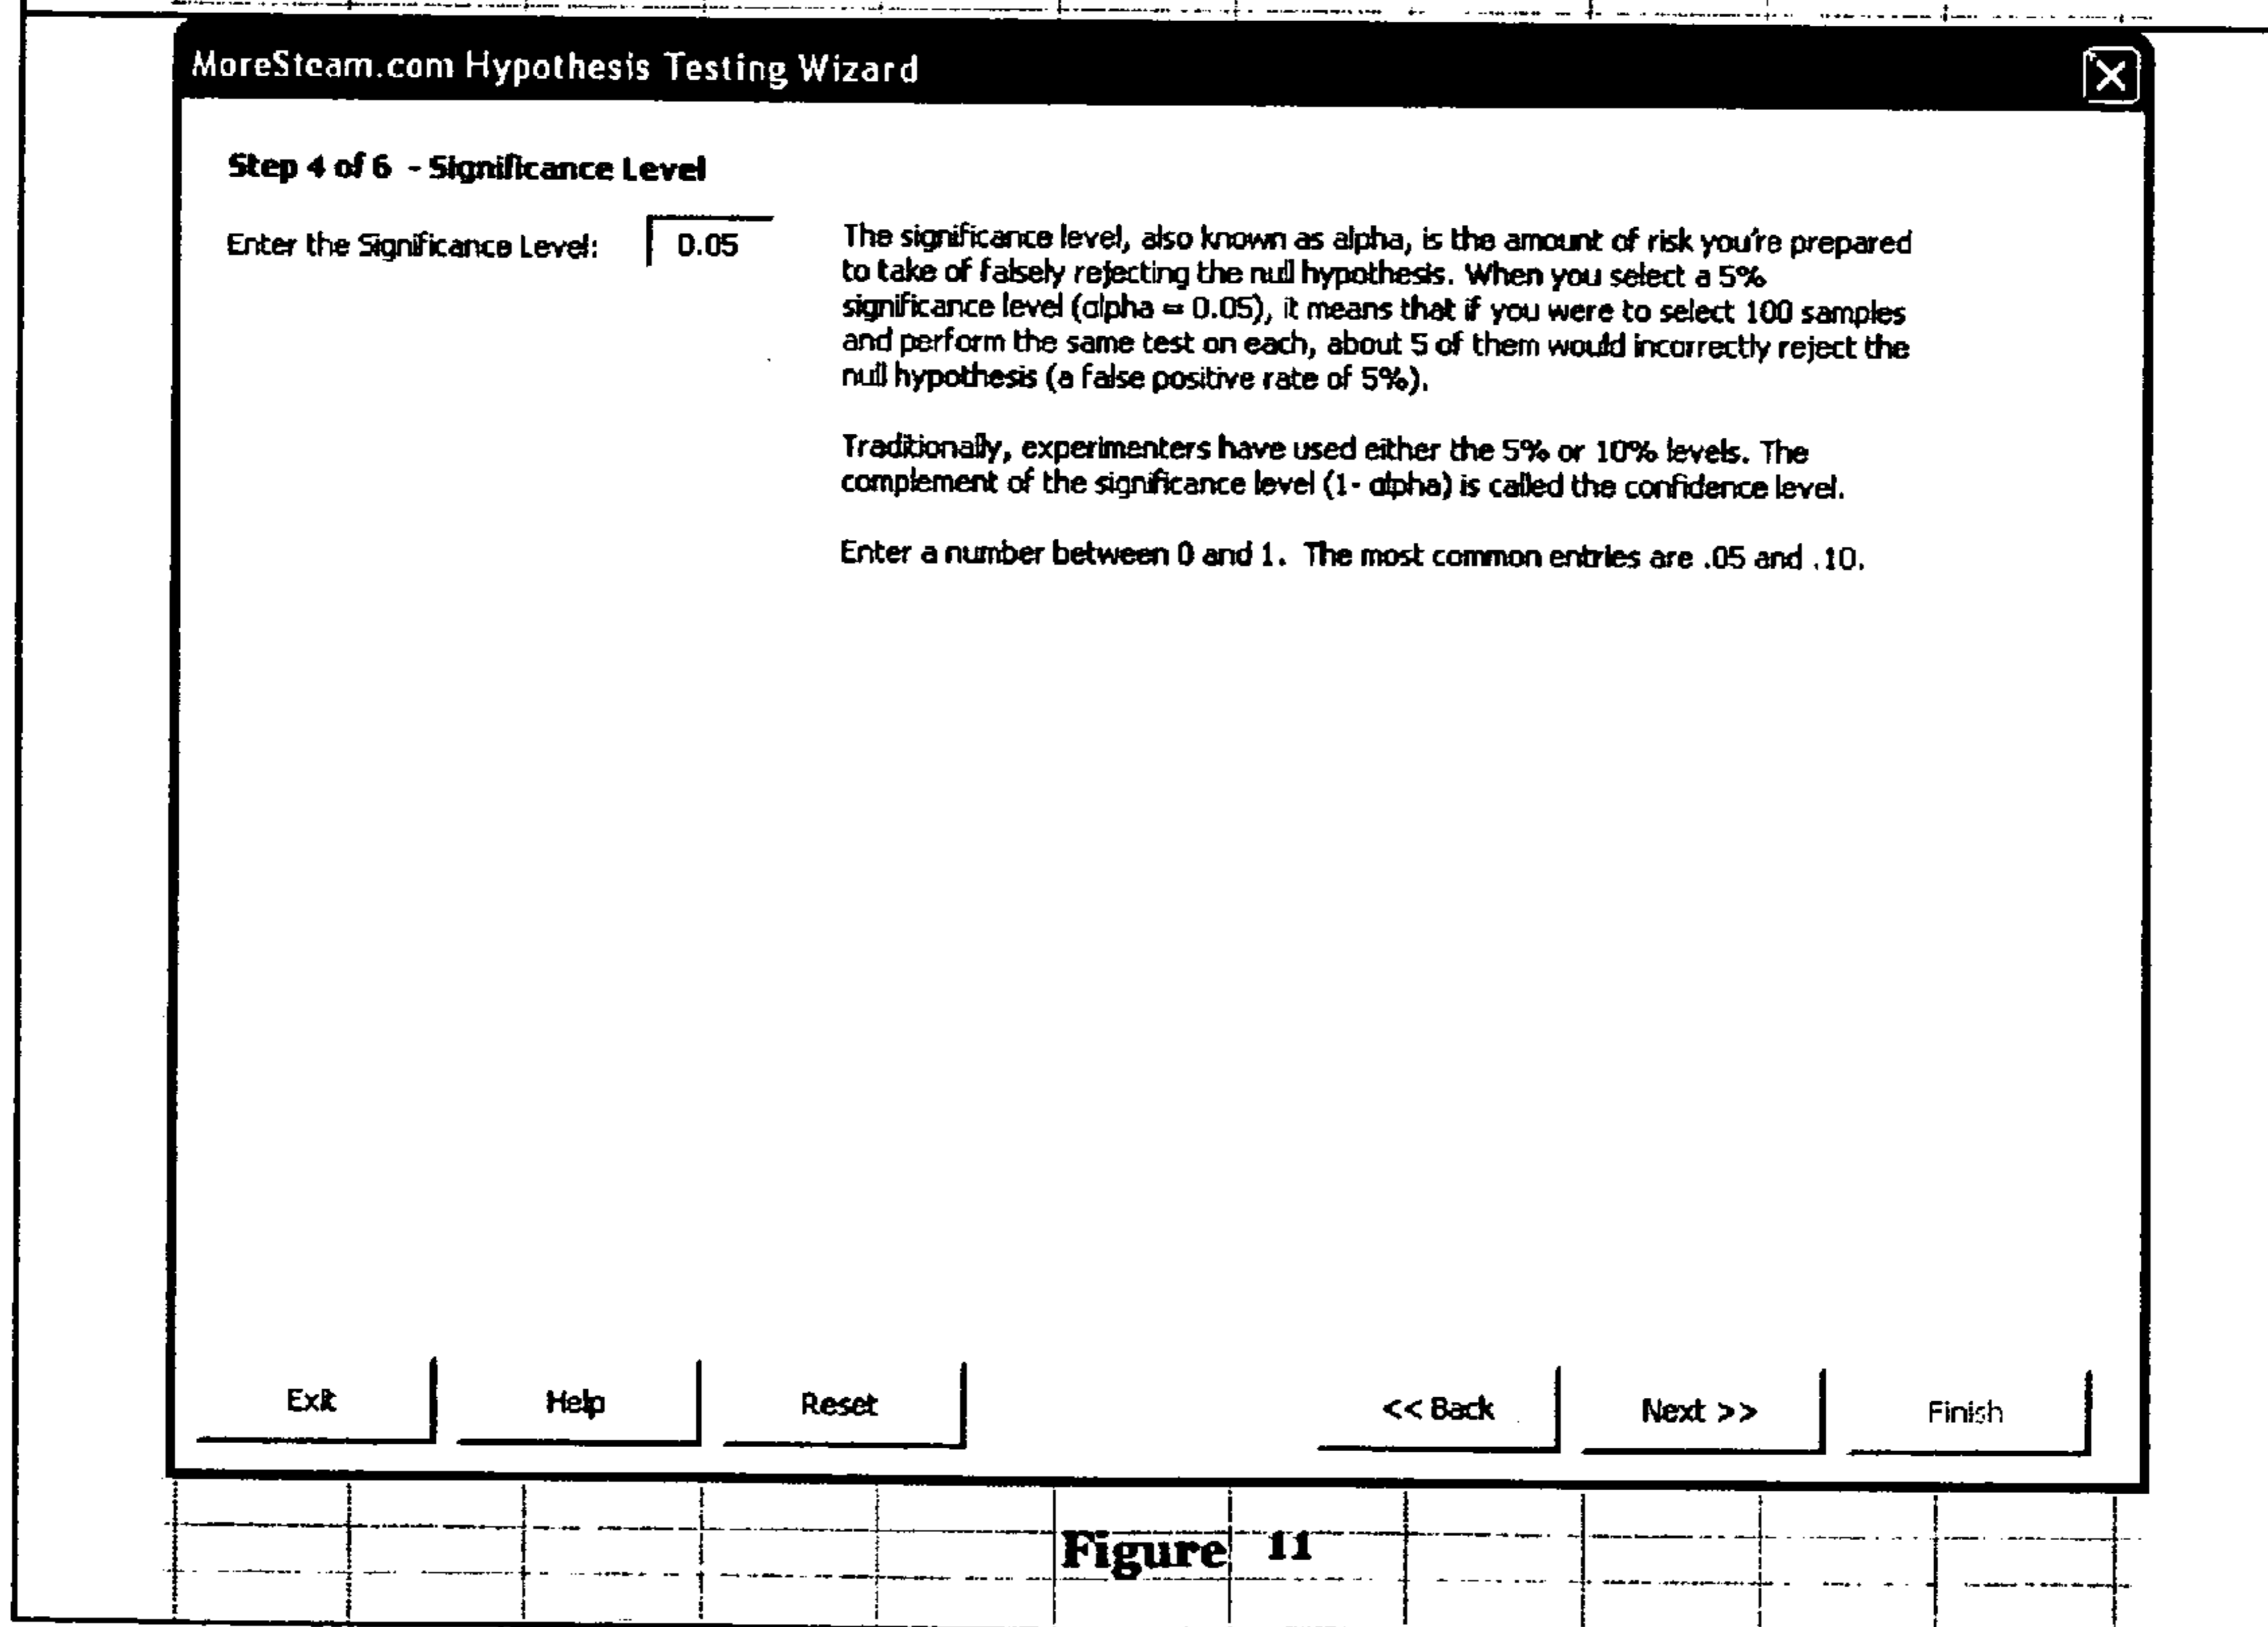 MoreSteam.com Hypothesis Testing Wizard
Step 4 of 6 - Significance Level
Enter the Significance Level: 0.05
The significance level, also known as alpha, is the amount of risk you're prepared
to take of falsely rejecting the null hypothesis. When you select a 5%
significance level (alpha = 0.05), it means that if you were to select 100 samples
and perform the same test on each, about 5 of them would incorrectly reject the
null hypothesis (a false positive rate of 5%).
Traditionally, experimenters have used either the 5% or 10% levels. The
complement of the significance level (1- alpha) is called the confidence level.
Enter a number between 0 and 1. The most common entries are .05 and .10.
Exit Help Reset << Back Next >> Finish
Figure 11